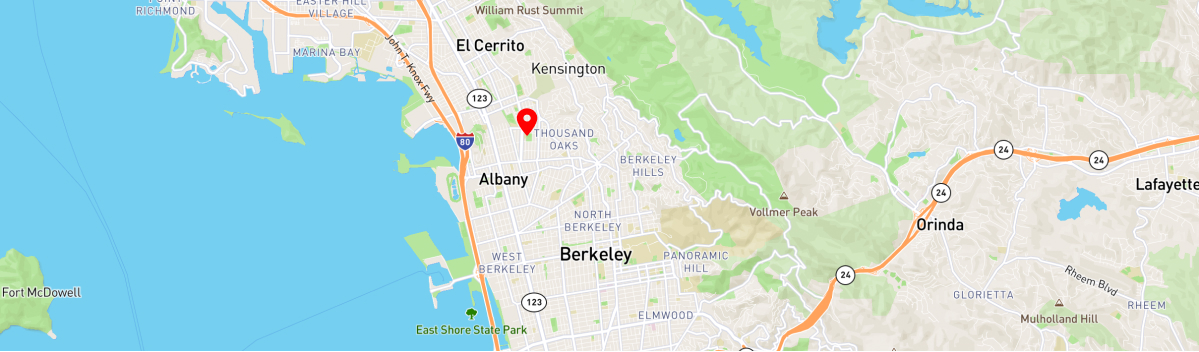 POINT
RICHMOND
EASTER HILL
VILLAGE
William Rust Summit
MARINA BAY
John T. Knox Fwy
El Cerrito
Kensington
123
80
THOUSAND
OAKS
BERKELEY
HILLS
24
24
Albany
24
Lafayette
Vollmer Peak
NORTH
BERKELEY
Orinda
WEST
BERKELEY
Berkeley
PANORAMIC
HILL
24
Fort McDowell
Rheem Blvd
GLORIETTA
123
RHEEM
ELMWOOD
Mulholland Hill
East Shore State Park